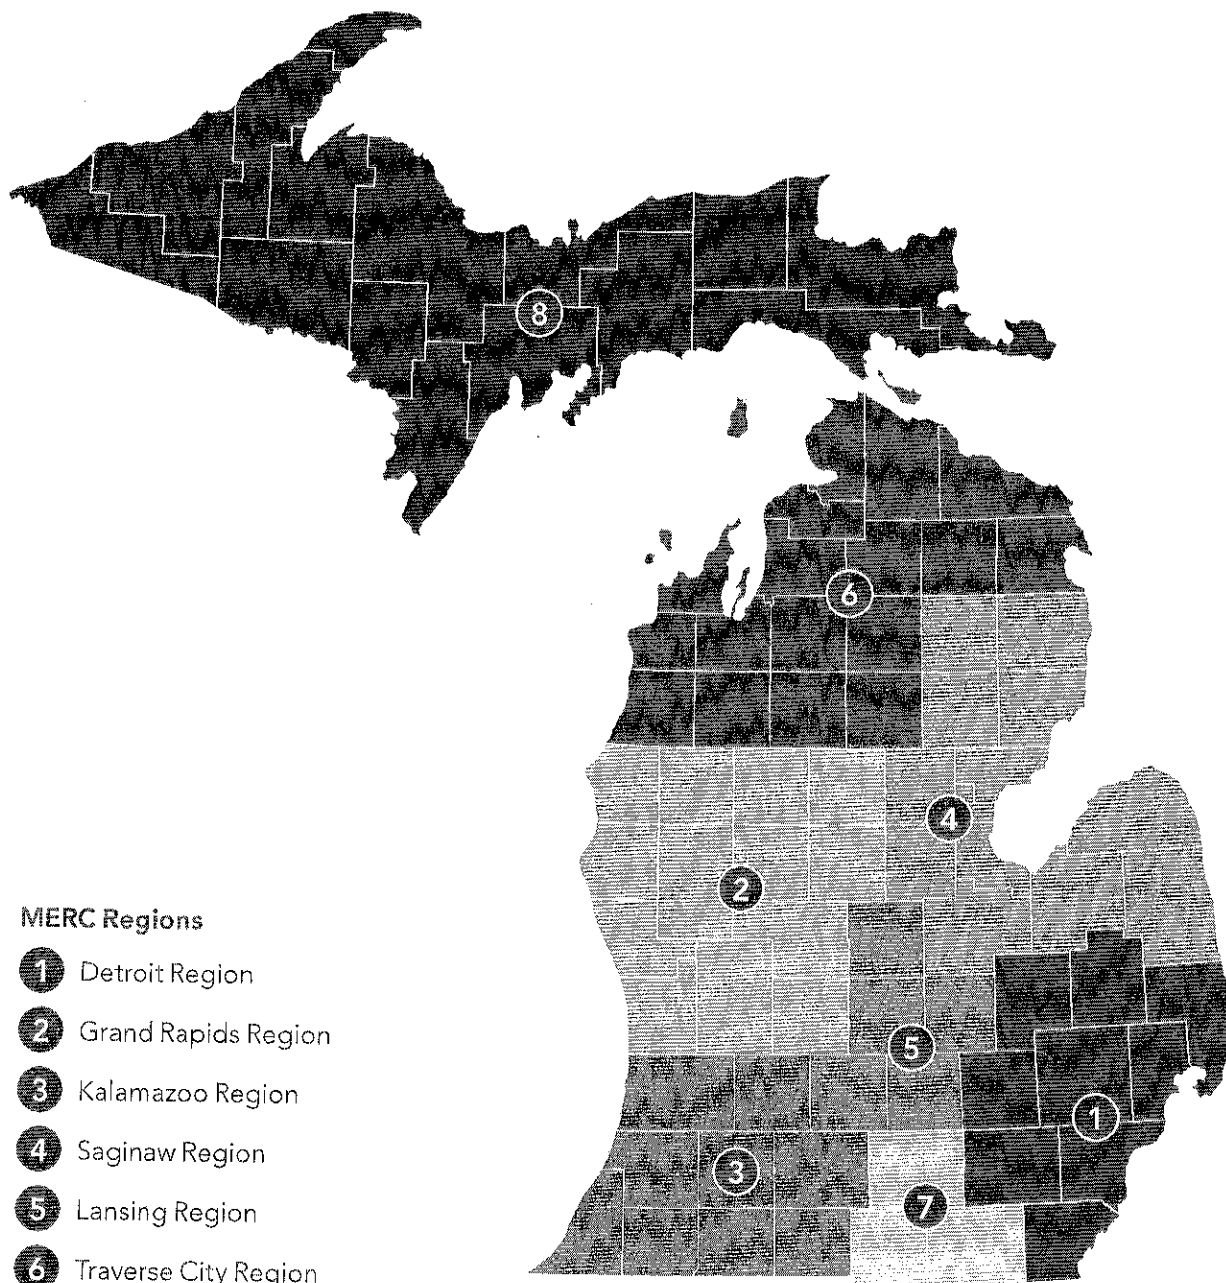 8
6
4
2
MERC Regions
1 Detroit Region
2 Grand Rapids Region
5
3 Kalamazoo Region
1
4 Saginaw Region
3
7
5 Lansing Region
6 Traverse City Region